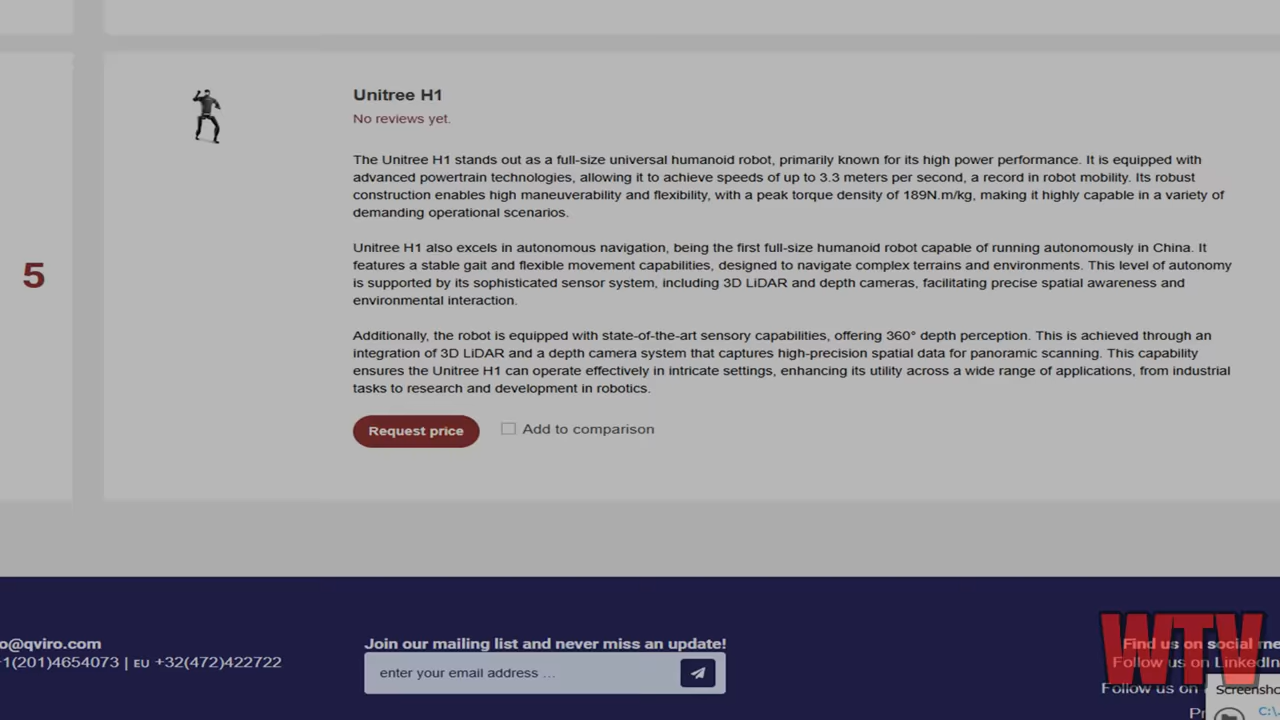 Unitree H1
No reviews yet.
The Unitree H1 stands out as a full-size universal humanoid robot, primarily known for its high power performance. It is equipped with
advanced powertrain technologies, allowing it to achieve speeds of up to 3.3 meters per second, a record in robot mobility. Its robust
construction enables high maneuverability and flexibility, with a peak torque density of 189N.m/kg, making it highly capable in a variety of
demanding operational scenarios.
5
Unitree H1 also excels in autonomous navigation, being the first full-size humanoid robot capable of running autonomously in China. It
features a stable gait and flexible movement capabilities, designed to navigate complex terrains and environments. This level of autonomy
is supported by its sophisticated sensor system, including 3D LiDAR and depth cameras, facilitating precise spatial awareness and
environmental interaction.
Additionally, the robot is equipped with state-of-the-art sensory capabilities, offering 360° depth perception. This is achieved through an
integration of 3D LiDAR and a depth camera system that captures high-precision spatial data for panoramic scanning. This capability
ensures the Unitree H1 can operate effectively in intricate settings, enhancing its utility across a wide range of applications, from industrial
tasks to research and development in robotics.
Request price
Add to comparison
o@qviro.com
1(201)4654073 | EU +32(472)422722
Join our mailing list and never miss an update!
enter your email address ...
WTV
Find us on social me
Follow us on LinkedIn
Follow us on
Screensho
C:\